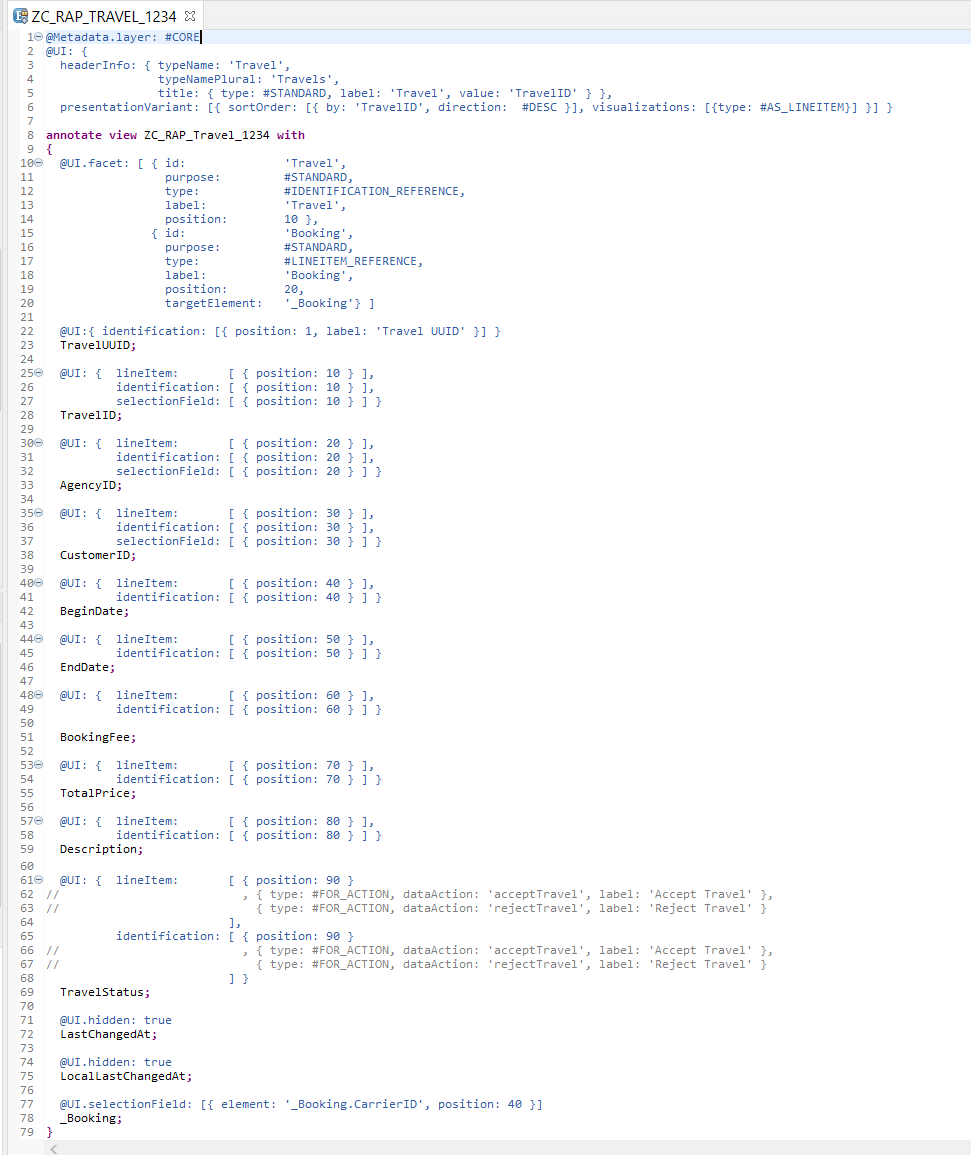 ZC_RAP_TRAVEL_1234
1 @Metadata.layer: #CORE
2 @UI: {
3   headerInfo: { typeName: 'Travel',
4                 typeNamePlural: 'Travels',
5                 title: { type: #STANDARD, label: 'Travel', value: 'TravelID' } },
6   presentationVariant: [{ sortOrder: [{ by: 'TravelID', direction:  #DESC }], visualizations: [{type: #AS_LINEITEM}] }] }
7
8 annotate view ZC_RAP_Travel_1234 with
9 {
10   @UI.facet: [ { id:              'Travel',
11                  purpose:         #STANDARD,
12                  type:            #IDENTIFICATION_REFERENCE,
13                  label:           'Travel',
14                  position:        10 },
15                { id:              'Booking',
16                  purpose:         #STANDARD,
17                  type:            #LINEITEM_REFERENCE,
18                  label:           'Booking',
19                  position:        20,
20                  targetElement:   '_Booking'} ]
21
22   @UI:{ identification: [{ position: 1, label: 'Travel UUID' }] }
23   TravelUUID;
24
25   @UI: {  lineItem:       [ { position: 10 } ],
26           identification: [ { position: 10 } ],
27           selectionField: [ { position: 10 } ] }
28   TravelID;
29
30   @UI: {  lineItem:       [ { position: 20 } ],
31           identification: [ { position: 20 } ],
32           selectionField: [ { position: 20 } ] }
33   AgencyID;
34
35   @UI: {  lineItem:       [ { position: 30 } ],
36           identification: [ { position: 30 } ],
37           selectionField: [ { position: 30 } ] }
38   CustomerID;
39
40   @UI: {  lineItem:       [ { position: 40 } ],
41           identification: [ { position: 40 } ] }
42   BeginDate;
43
44   @UI: {  lineItem:       [ { position: 50 } ],
45           identification: [ { position: 50 } ] }
46   EndDate;
47
48   @UI: {  lineItem:       [ { position: 60 } ],
49           identification: [ { position: 60 } ] }
50
51   BookingFee;
52
53   @UI: {  lineItem:       [ { position: 70 } ],
54           identification: [ { position: 70 } ] }
55   TotalPrice;
56
57   @UI: {  lineItem:       [ { position: 80 } ],
58           identification: [ { position: 80 } ] }
59   Description;
60
61   @UI: {  lineItem:       [ { position: 90 }
62 //                          , { type: #FOR_ACTION, dataAction: 'acceptTravel', label: 'Accept Travel' },
63 //                            { type: #FOR_ACTION, dataAction: 'rejectTravel', label: 'Reject Travel' }
64                           ],
65           identification: [ { position: 90 }
66 //                          , { type: #FOR_ACTION, dataAction: 'acceptTravel', label: 'Accept Travel' },
67 //                            { type: #FOR_ACTION, dataAction: 'rejectTravel', label: 'Reject Travel' }
68                           ] }
69   TravelStatus;
70
71   @UI.hidden: true
72   LastChangedAt;
73
74   @UI.hidden: true
75   LocalLastChangedAt;
76
77   @UI.selectionField: [{ element: '_Booking.CarrierID', position: 40 }]
78   _Booking;
79 }